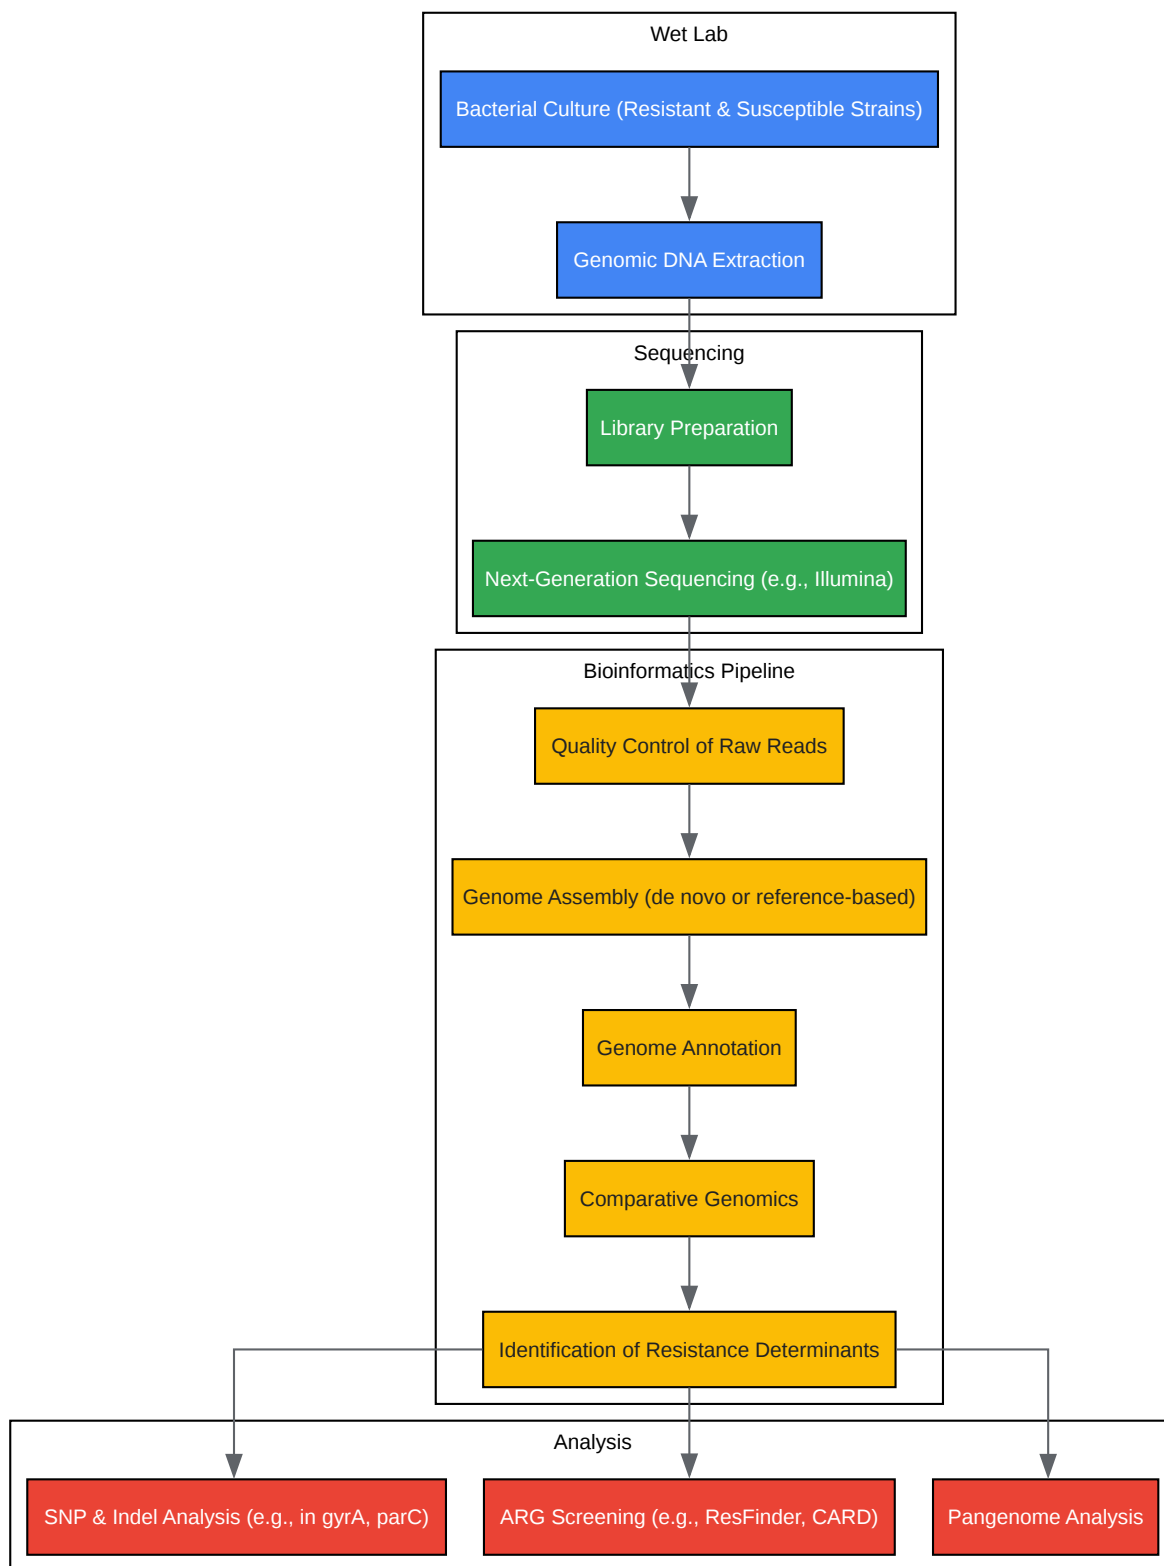 Wet Lab
Bacterial Culture (Resistant & Susceptible Strains)
Genomic DNA Extraction
Sequencing
Library Preparation
Next-Generation Sequencing (e.g., Illumina)
Bioinformatics Pipeline
Quality Control of Raw Reads
Genome Assembly (de novo or reference-based)
Genome Annotation
Comparative Genomics
Identification of Resistance Determinants
Analysis
SNP & Indel Analysis (e.g., in gyrA, parC)
ARG Screening (e.g., ResFinder, CARD)
Pangenome Analysis